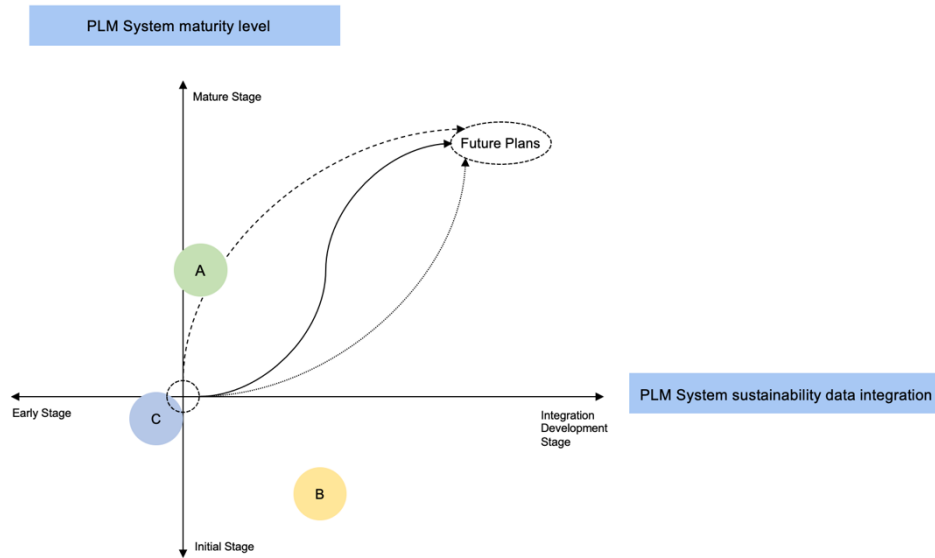 PLM System maturity level
Mature Stage
Future Plans
A
PLM System sustainability data integration
Early Stage
C
Integration
Development
Stage
B
Initial Stage